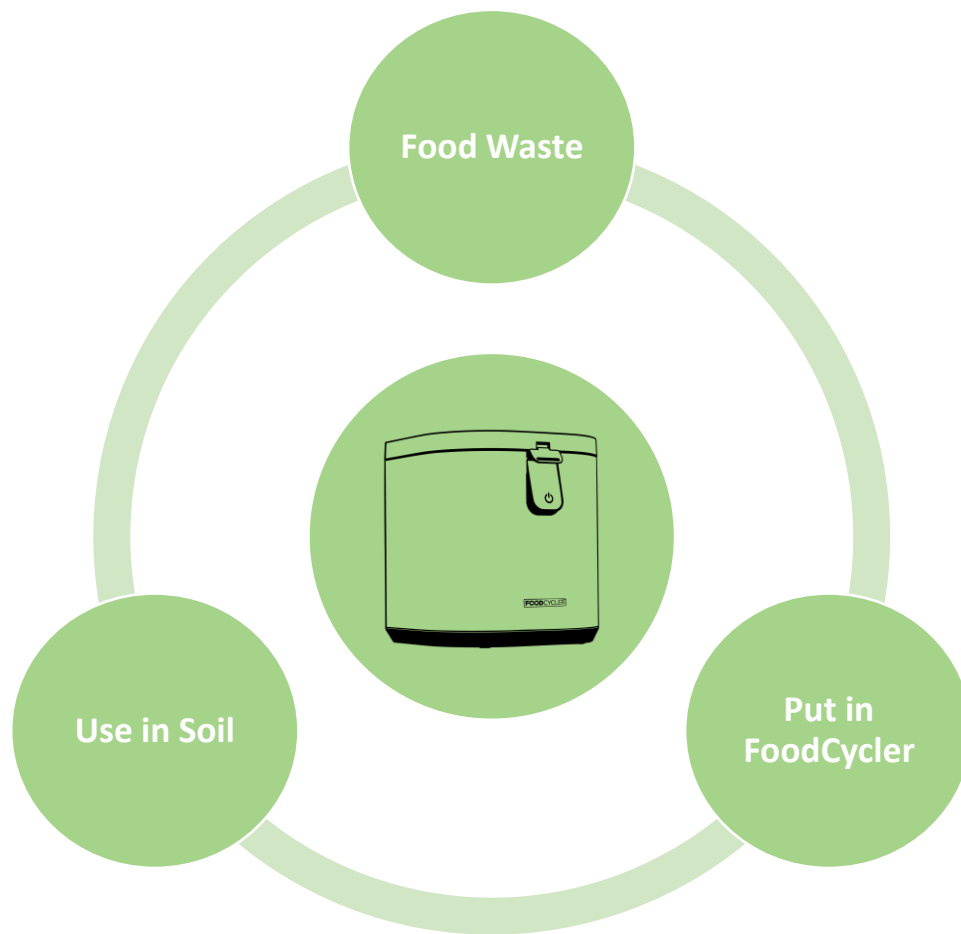 Food Waste
FOODCYCLER
Use in Soil
Put in
FoodCycler